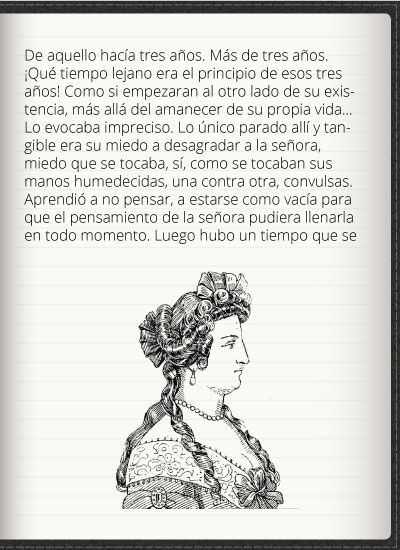 De aquello hacía tres años. Más de tres años.
¡Qué tiempo lejano era el principio de esos tres
años! Como si empezaran al otro lado de su exis-
tencia, más allá del amanecer de su propia vida...
Lo evocaba impreciso. Lo único parado allí y tan-
gible era su miedo a desagradar a la señora,
miedo que se tocaba, sí, como se tocaban sus
manos humedecidas, una contra otra, convulsas.
Aprendió a no pensar, a estarse como vacía para
que el pensamiento de la señora pudiera llenarla
en todo momento. Luego hubo un tiempo que se